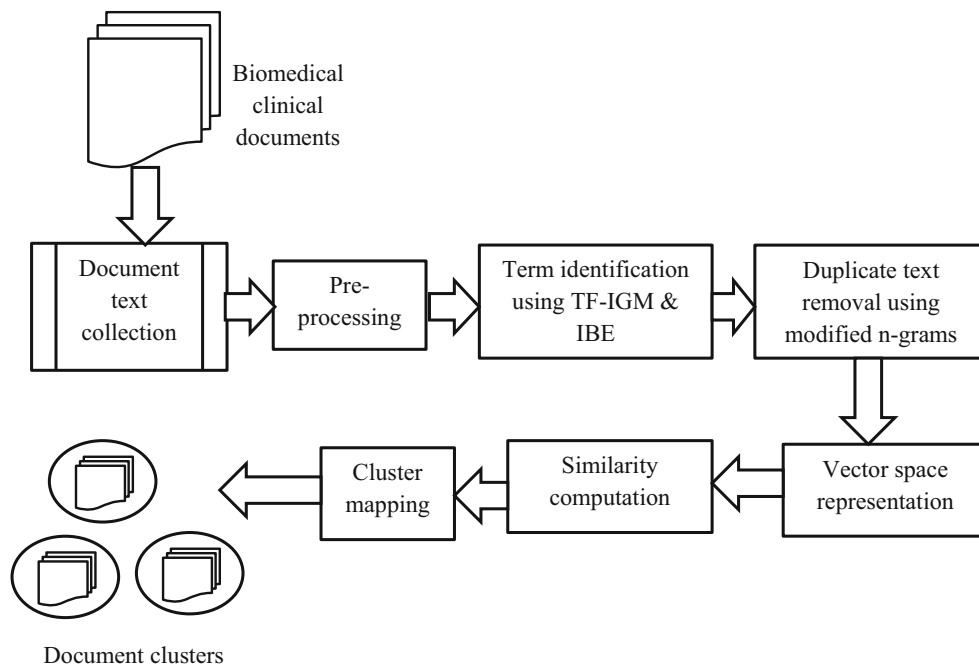 Biomedical
clinical
documents
Document
text
collection
Pre-
processing
Term identification
using TF-IGM &
IBE
Duplicate text
removal using
modified n-grams
Vector space
representation
Similarity
computation
Cluster
mapping
Document clusters